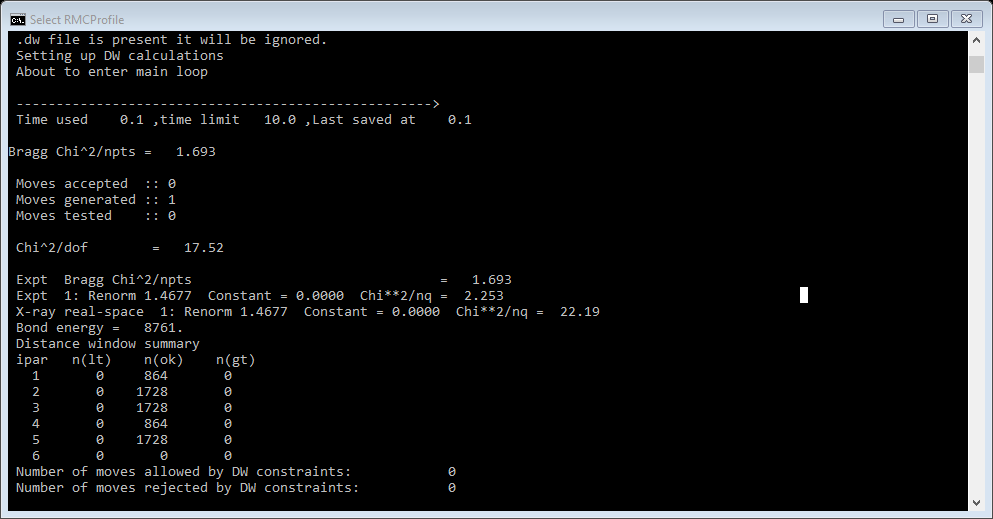 Select RMCProfile
.dw file is present it will be ignored.
Setting up DW calculations
About to enter main loop
---------------------------------------------------->
Time used    0.1 ,time limit   10.0 ,Last saved at    0.1
Bragg Chi^2/npts =   1.693
Moves accepted  :: 0
Moves generated :: 1
Moves tested    :: 0
Chi^2/dof        =   17.52
Expt  Bragg Chi^2/npts                               =   1.693
Expt  1: Renorm 1.4677  Constant = 0.0000  Chi**2/nq =  2.253
X-ray real-space  1: Renorm 1.4677  Constant = 0.0000  Chi**2/nq =  22.19
Bond energy =   8761.
Distance window summary
ipar   n(lt)    n(ok)    n(gt)
1       0     864       0
2       0    1728       0
3       0    1728       0
4       0     864       0
5       0    1728       0
6       0       0       0
Number of moves allowed by DW constraints:            0
Number of moves rejected by DW constraints:           0